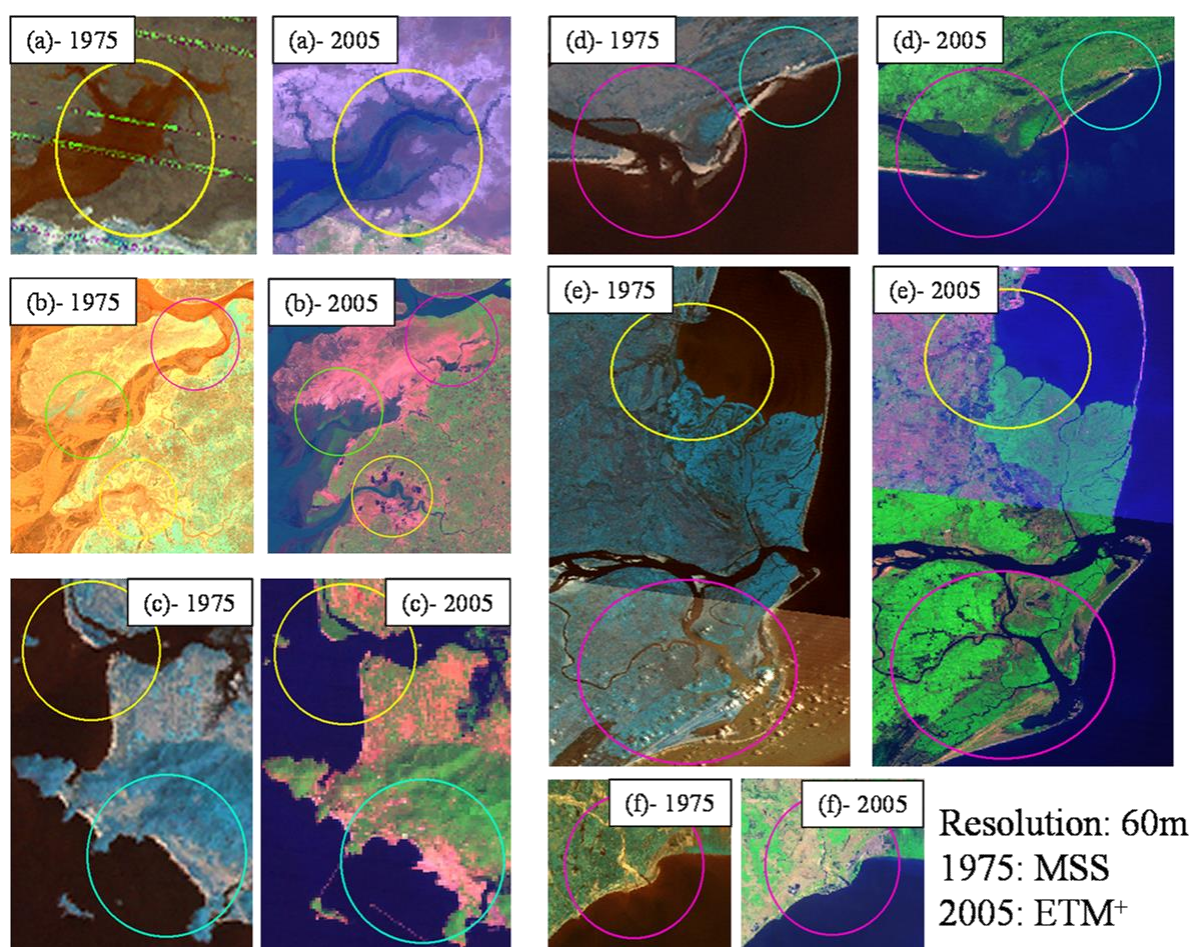 (a)- 1975
(a)- 2005
(d)- 1975
(d)- 2005
(b)- 1975
(b)- 2005
(e)- 1975
(e)- 2005
(c)- 1975
(c)- 2005
(f)- 1975
(f)- 2005
Resolution: 60m
1975: MSS
2005: ETM⁺